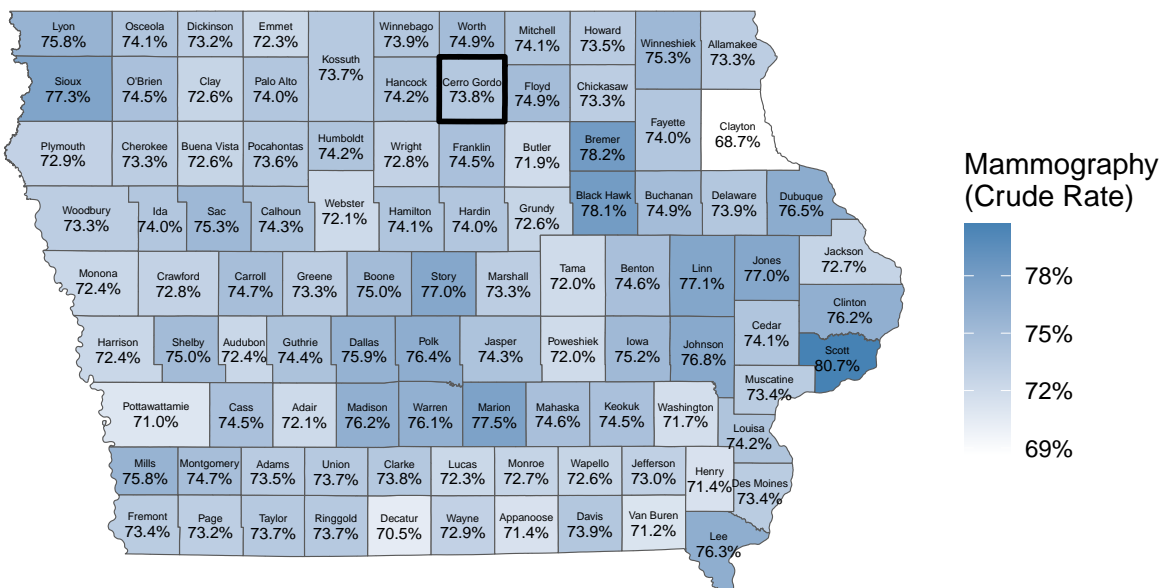 Lyon
75.8%
Osceola
74.1%
Dickinson
73.2%
Emmet
72.3%
Kossuth
73.7%
Winnebago
73.9%
Worth
74.9%
Mitchell
74.1%
Howard
73.5%
Winneshiek
75.3%
Allamakee
73.3%
Sioux
77.3%
O'Brien
74.5%
Clay
72.6%
Palo Alto
74.0%
Hancock
74.2%
Cerro Gordo
73.8%
Floyd
74.9%
Chickasaw
73.3%
Fayette
74.0%
Clayton
68.7%
Plymouth
72.9%
Cherokee
73.3%
Buena Vista
72.6%
Pocahontas
73.6%
Humboldt
74.2%
Wright
72.8%
Franklin
74.5%
Butler
71.9%
Bremer
78.2%
Woodbury
73.3%
Ida
74.0%
Sac
75.3%
Calhoun
74.3%
Webster
72.1%
Hamilton
74.1%
Hardin
74.0%
Grundy
72.6%
Black Hawk
78.1%
Buchanan
74.9%
Delaware
73.9%
Dubuque
76.5%
Monona
72.4%
Crawford
72.8%
Carroll
74.7%
Greene
73.3%
Boone
75.0%
Story
77.0%
Marshall
73.3%
Tama
72.0%
Benton
74.6%
Linn
77.1%
Jones
77.0%
Jackson
72.7%
Clinton
76.2%
Harrison
72.4%
Shelby
75.0%
Audubon
72.4%
Guthrie
74.4%
Dallas
75.9%
Polk
76.4%
Jasper
74.3%
Poweshiek
72.0%
Iowa
75.2%
Johnson
76.8%
Cedar
74.1%
Scott
80.7%
Muscatine
73.4%
Pottawattamie
71.0%
Cass
74.5%
Adair
72.1%
Madison
76.2%
Warren
76.1%
Marion
77.5%
Mahaska
74.6%
Keokuk
74.5%
Washington
71.7%
Louisa
74.2%
Mills
75.8%
Montgomery
74.7%
Adams
73.5%
Union
73.7%
Clarke
73.8%
Lucas
72.3%
Monroe
72.7%
Wapello
72.6%
Jefferson
73.0%
Henry
71.4%
Des Moines
73.4%
Fremont
73.4%
Page
73.2%
Taylor
73.7%
Ringgold
73.7%
Decatur
70.5%
Wayne
72.9%
Appanoose
71.4%
Davis
73.9%
Van Buren
71.2%
Lee
76.3%
Mammography
(Crude Rate)
78%
75%
72%
69%